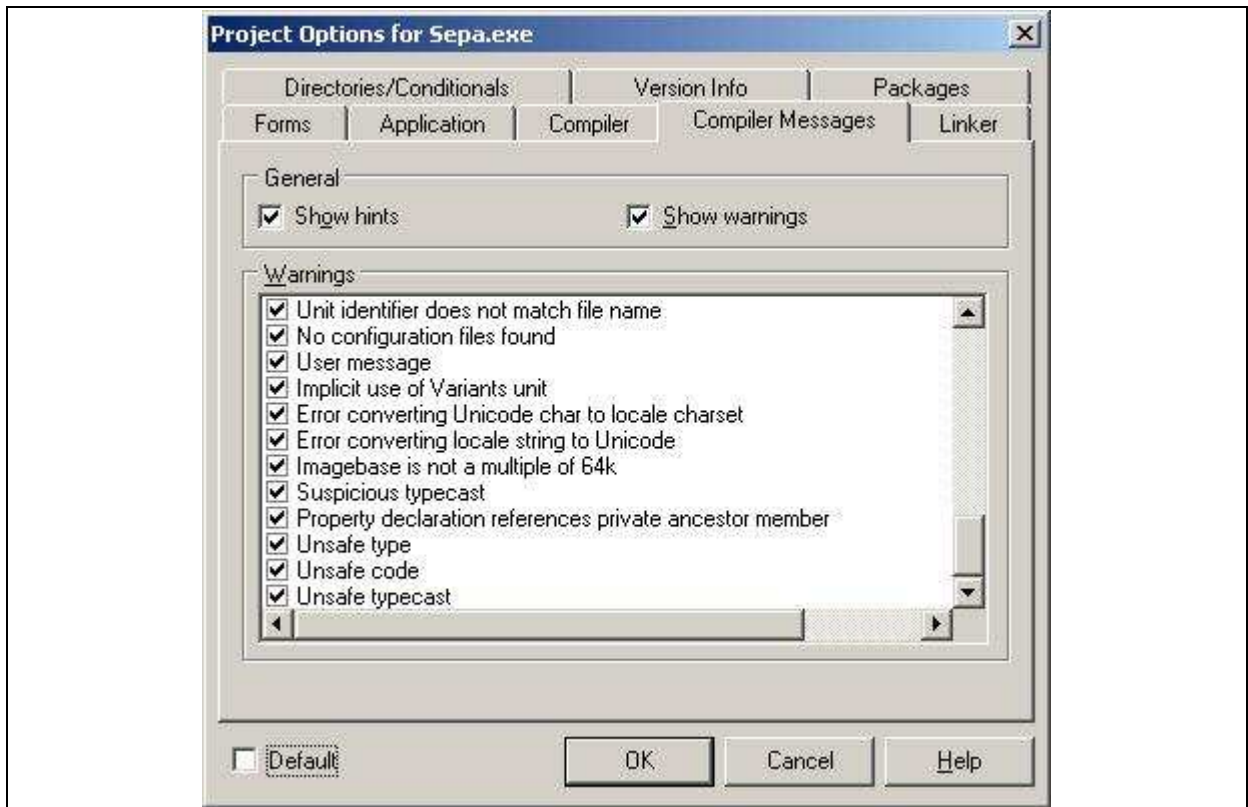 Project Options for Sepa.exe
Directories/Conditionals Version Info Packages
Forms Application Compiler Compiler Messages Linker
General
Show hints Show warnings
Warnings
Unit identifier does not match file name
No configuration files found
User message
Implicit use of Variants unit
Error converting Unicode char to locale charset
Error converting locale string to Unicode
Imagebase is not a multiple of 64k
Suspicious typecast
Property declaration references private ancestor member
Unsafe type
Unsafe code
Unsafe typecast
Default OK Cancel Help